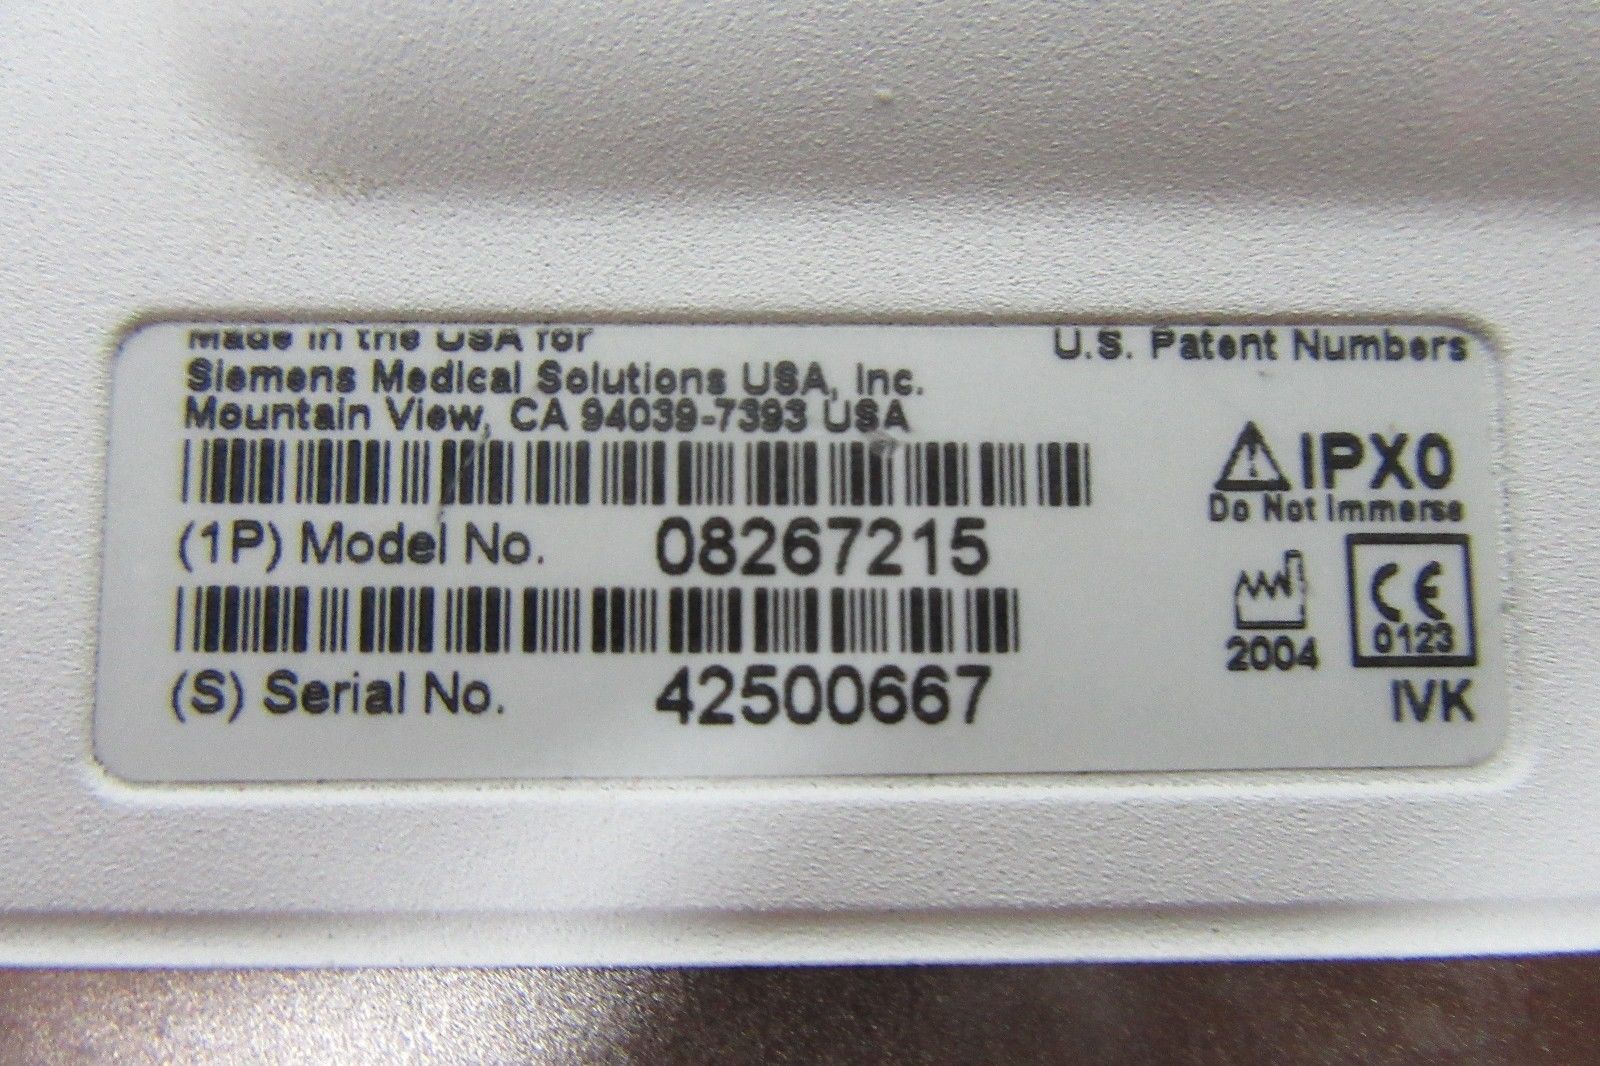 Made in the USA for
U.S. Patent Numbers
Siemens Medical Solutions USA, Inc.
Mountain View, CA 94039-7393 USA
IPX0
Do Not Immerse
(1P) Model No. 08267215
2004
CE
0123
(S) Serial No. 42500667
IVK